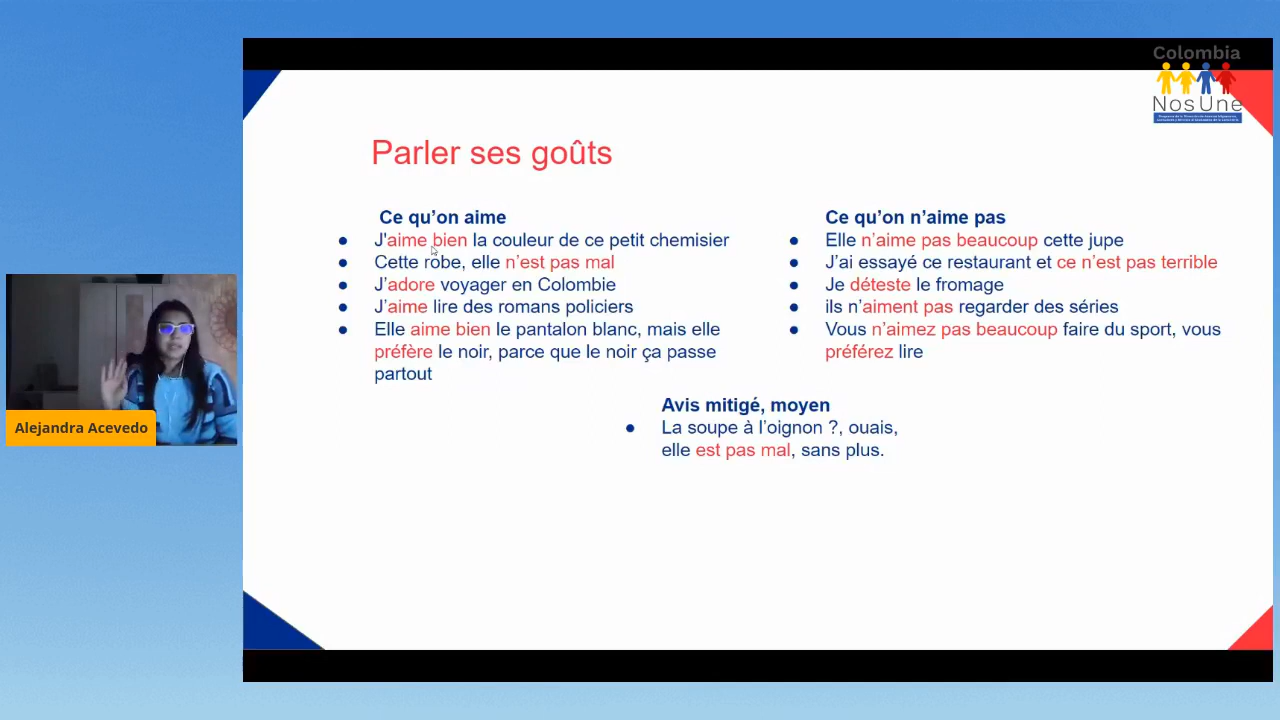 Colombia
NosUne
Parler ses goûts
Ce qu'on aime
J'aime bien la couleur de ce petit chemisier
Cette robe, elle n'est pas mal
J'adore voyager en Colombie
J'aime lire des romans policiers
Elle aime bien le pantalon blanc, mais elle
préfère le noir, parce que le noir ça passe
partout
Ce qu'on n'aime pas
Elle n'aime pas beaucoup cette jupe
J'ai essayé ce restaurant et ce n'est pas terrible
Je déteste le fromage
ils n'aiment pas regarder des séries
Vous n'aimez pas beaucoup faire du sport, vous
préférez lire
Avis mitigé, moyen
La soupe à l'oignon ?, ouais,
elle est pas mal, sans plus.
Alejandra Acevedo